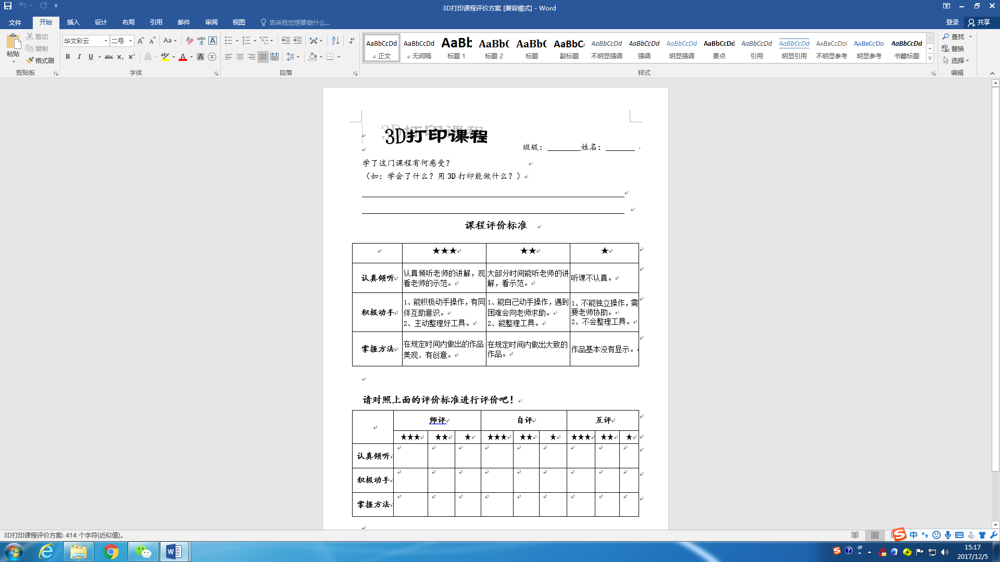 3D打印课程评价方案 [兼容模式] - Word
文件 开始 插入 设计 布局 引用 邮件 审阅 视图 告诉我您想要做什么... 登录 共享
粘贴 剪切 复制 格式刷
华文彩云 二号
AaBbCcDd AaBbCcDd AaBb AaBbC AaBbC AaBbC AaBbCcDd AaBbCcDd AaBbCcDd AaBbCcDd AaBbCcDd AaBbCcDd AaBbCcDd AaBbCcDd AaBbCcDd
正文 无间隔 标题 1 标题 2 标题 副标题 不明显强调 强调 明显强调 要点 引用 明显引用 不明显参考 明显参考 书籍标题
查找 替换 选择
剪贴板 字体 段落 样式 编辑
3D打印课程
班级：________姓名：_______
学了这门课程有何感受？
（如：学会了什么？用 3D 打印能做什么？）
课程评价标准
★★★ ★★ ★
认真倾听 认真倾听老师的讲解，观看老师的示范。 大部分时间能听老师的讲解，看示范。 听课不认真。
积极动手 1、能积极动手操作，有同伴互助意识。 2、主动整理好工具。 1、能自己动手操作，遇到困难会向老师求助。 2、能整理工具。 1、不能独立操作，需要老师协助。 2、不会整理工具。
掌握方法 在规定时间内做出的作品美观、有创意。 在规定时间内做出大致的作品。 作品基本没有显示。
请对照上面的评价标准进行评价吧！
师评 自评 互评
★★★ ★★ ★ ★★★ ★★ ★ ★★★ ★★ ★
认真倾听
积极动手
掌握方法
3D打印课程评价方案: 414 个字符(近似值)。
中
15:17
2017/12/5